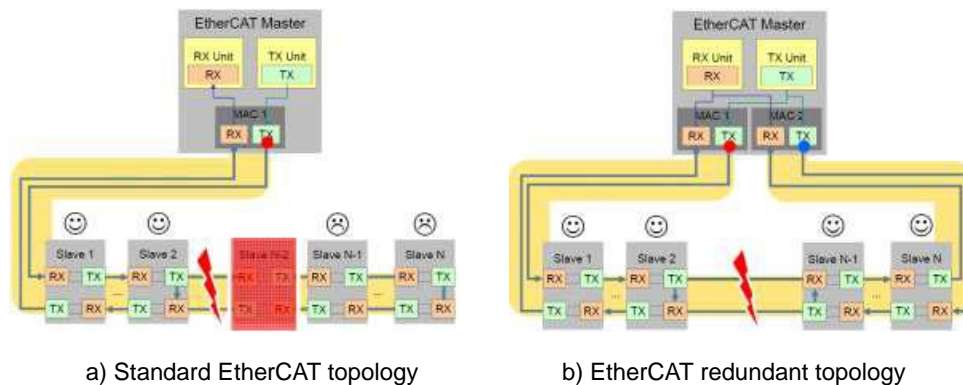 EtherCAT Master
RX Unit
TX Unit
RX
TX
MAC 1
RX
TX
Slave 1
Slave 2
Slave N-2
Slave N-1
Slave N
RX
TX
RX
TX
RX
TX
RX
TX
RX
TX
...
...
TX
RX
TX
RX
TX
RX
TX
RX
TX
RX
a) Standard EtherCAT topology
EtherCAT Master
RX Unit
TX Unit
RX
TX
MAC 1
MAC 2
RX
TX
RX
TX
Slave 1
Slave 2
Slave N-1
Slave N
RX
TX
RX
TX
RX
TX
RX
TX
...
...
TX
RX
TX
RX
TX
RX
TX
RX
b) EtherCAT redundant topology